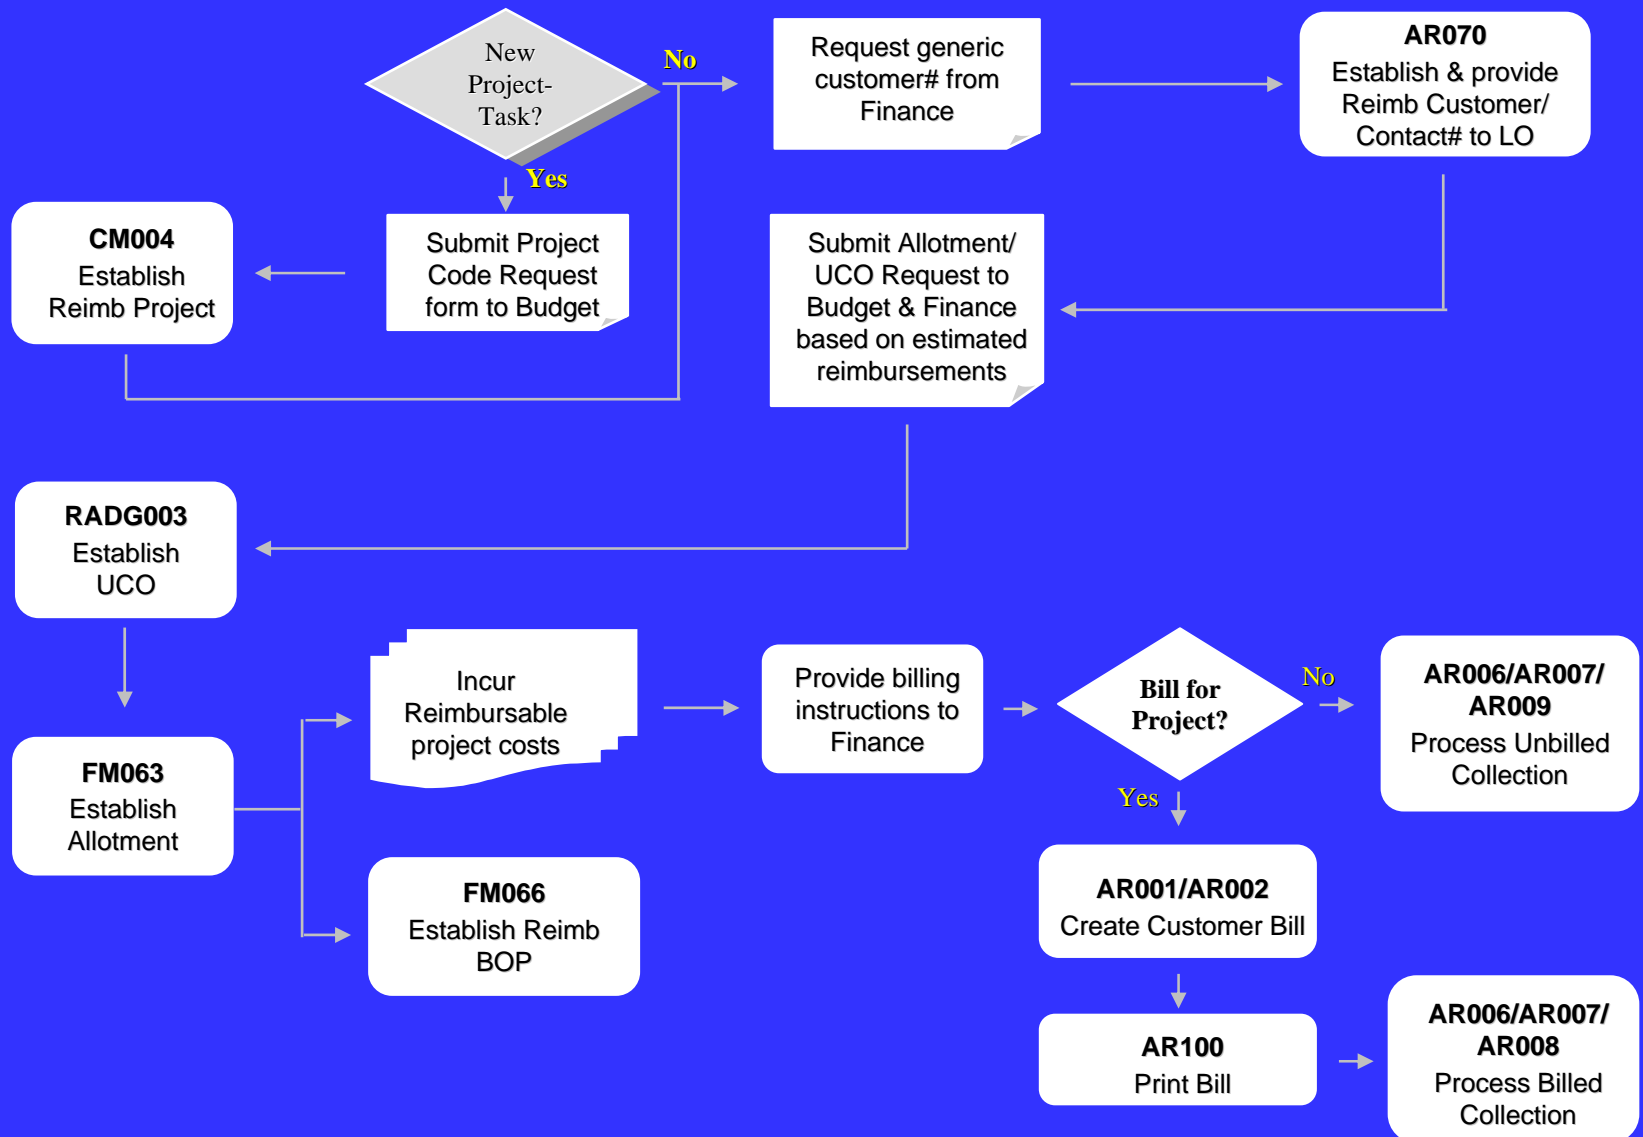 New
Project-
Task?
No
Yes
Request generic
customer# from
Finance
AR070
Establish & provide
Reimb Customer/
Contact# to LO
CM004
Establish
Reimb Project
Submit Project
Code Request
form to Budget
Submit Allotment/
UCO Request to
Budget & Finance
based on estimated
reimbursements
RADG003
Establish
UCO
FM063
Establish
Allotment
Incur
Reimbursable
project costs
FM066
Establish Reimb
BOP
Provide billing
instructions to
Finance
Bill for
Project?
No
Yes
AR006/AR007/
AR009
Process Unbilled
Collection
AR001/AR002
Create Customer Bill
AR100
Print Bill
AR006/AR007/
AR008
Process Billed
Collection